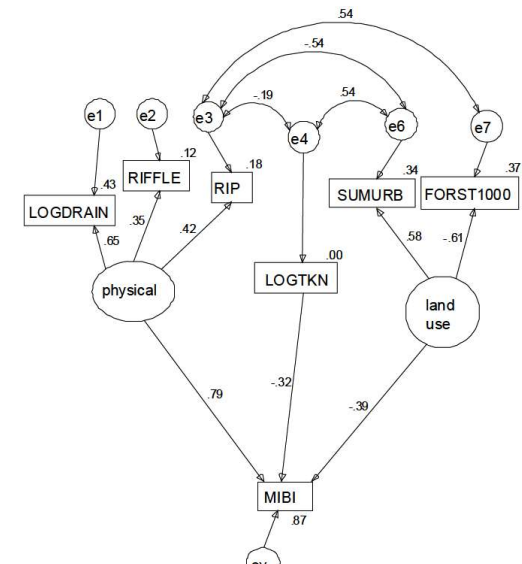 .54
-.54
-.19
.54
e1
e2
e3
e4
e6
e7
.43
.12
.18
.34
.37
LOGDRAIN
RIFFLE
RIP
SUMURB
FORST1000
.65
.35
.42
.58
-.61
.00
LOGTKN
physical
land
use
.79
-.32
-.39
MIBI
.87